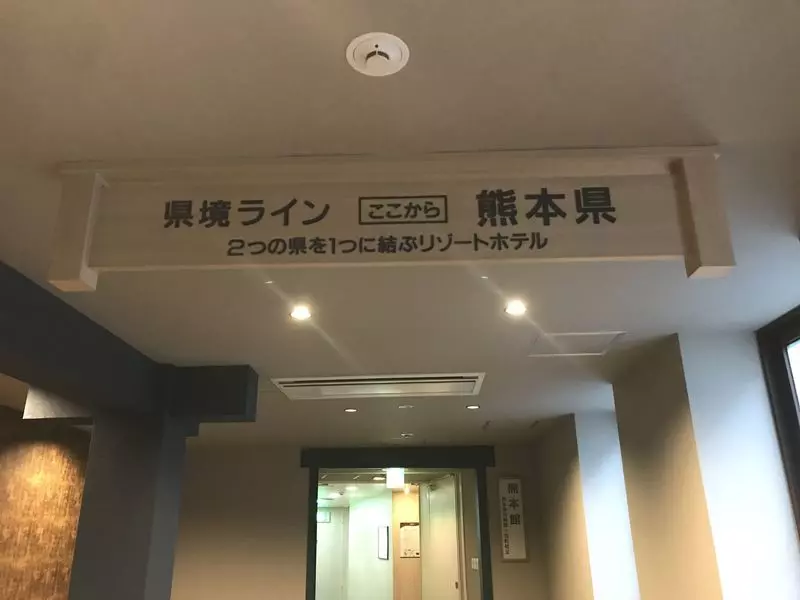 県境ライン ここから 熊本県
2つの県を1つに結ぶリゾートホテル
熊本館